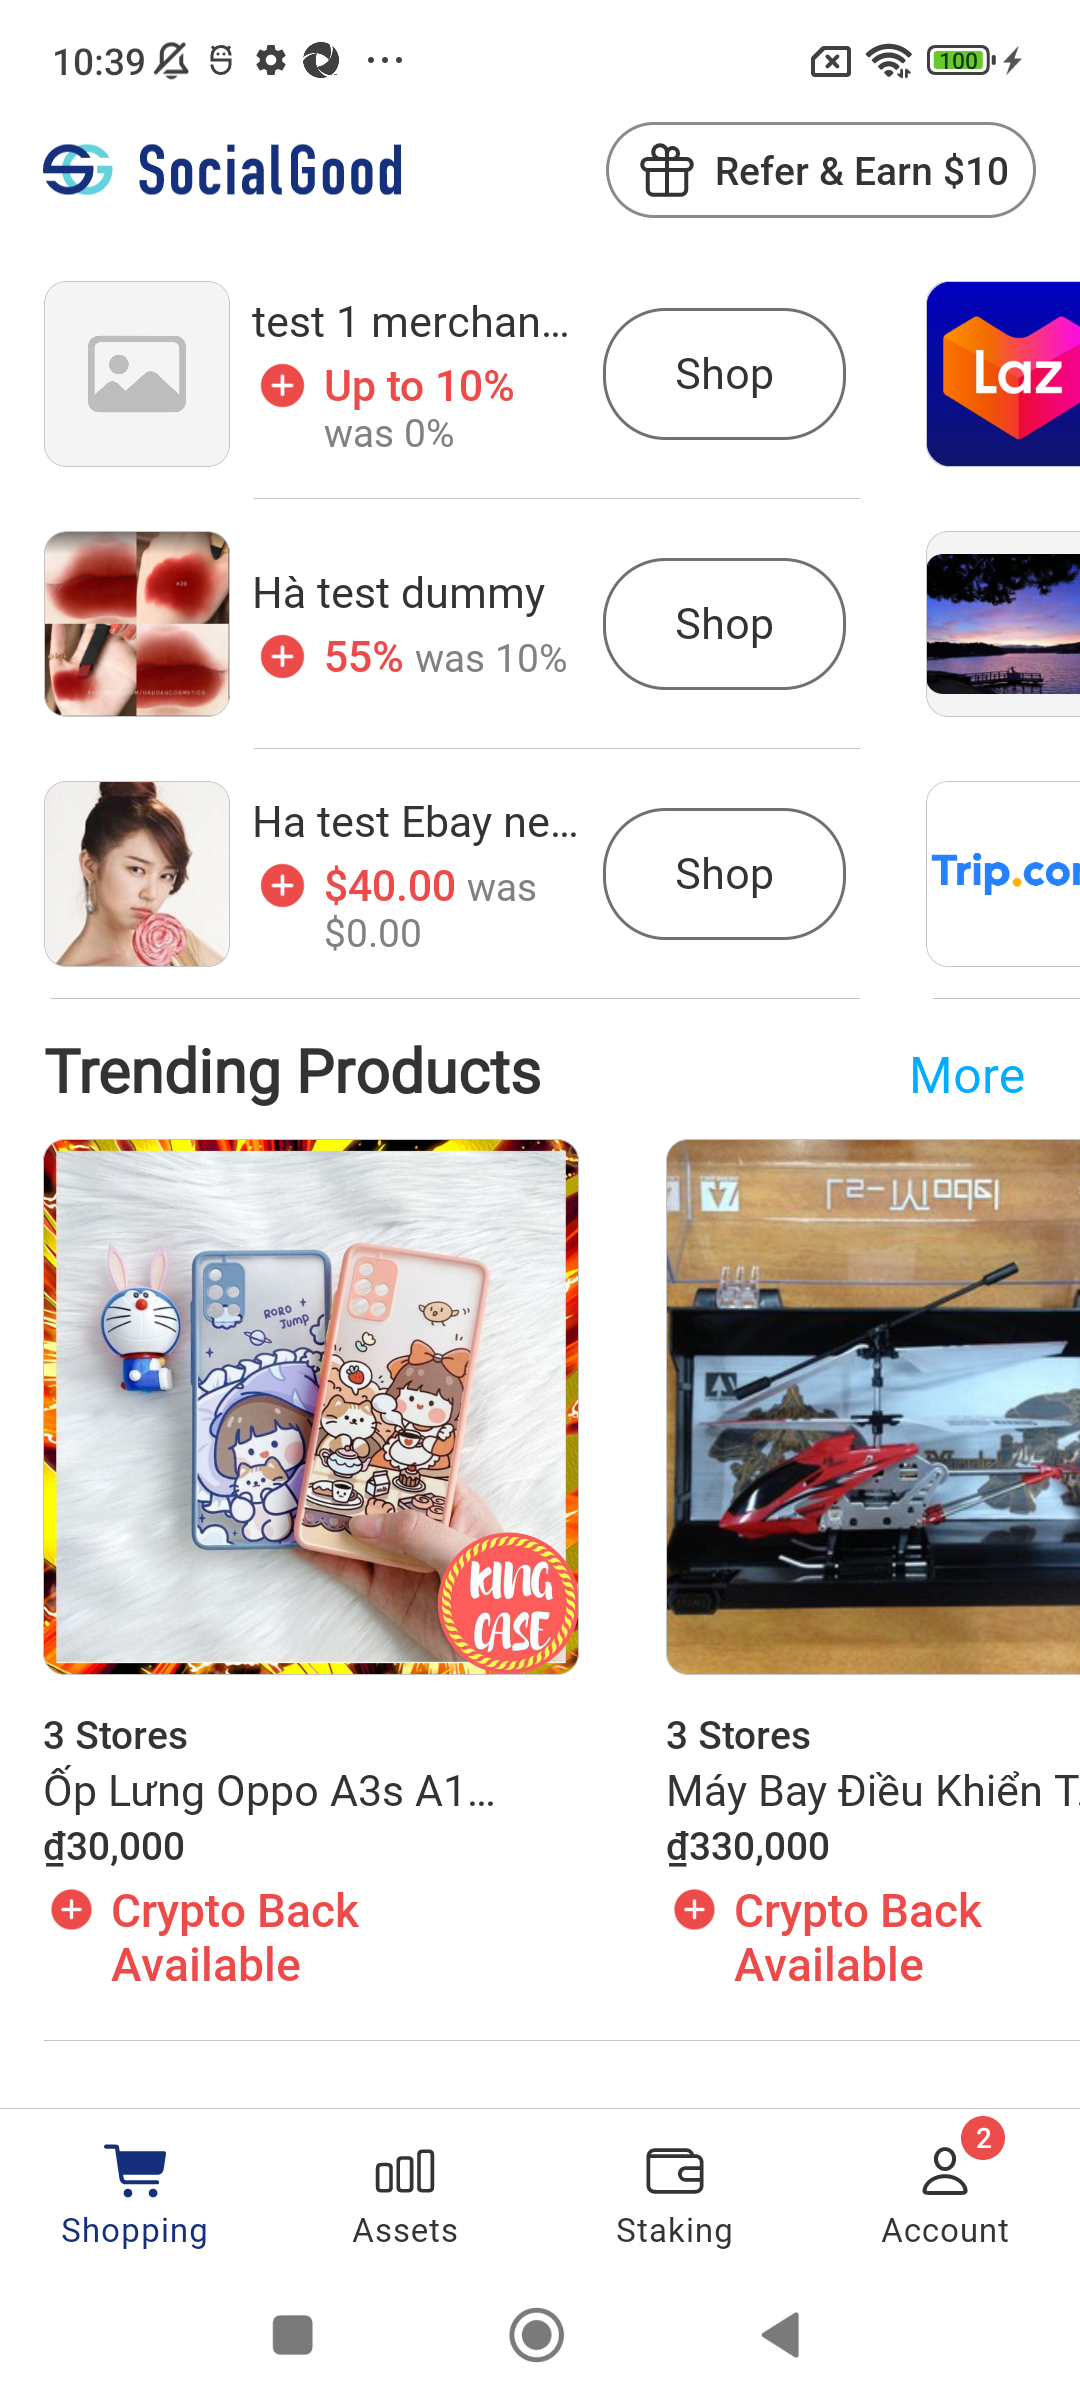 10:39
100
SocialGood
Refer & Earn $10
test 1 merchan...
Up to 10%
was 0%
Shop
Laz
Hà test dummy
55% was 10%
Shop
Ha test Ebay ne...
$40.00 was
$0.00
Shop
Trip.co
Trending Products
More
RORO
Jump
KING
CASE
3 Stores
Ốp Lưng Oppo A3s A1...
₫30,000
Crypto Back
Available
3 Stores
Máy Bay Điều Khiển T.
₫330,000
Crypto Back
Available
Shopping
Assets
Staking
2
Account